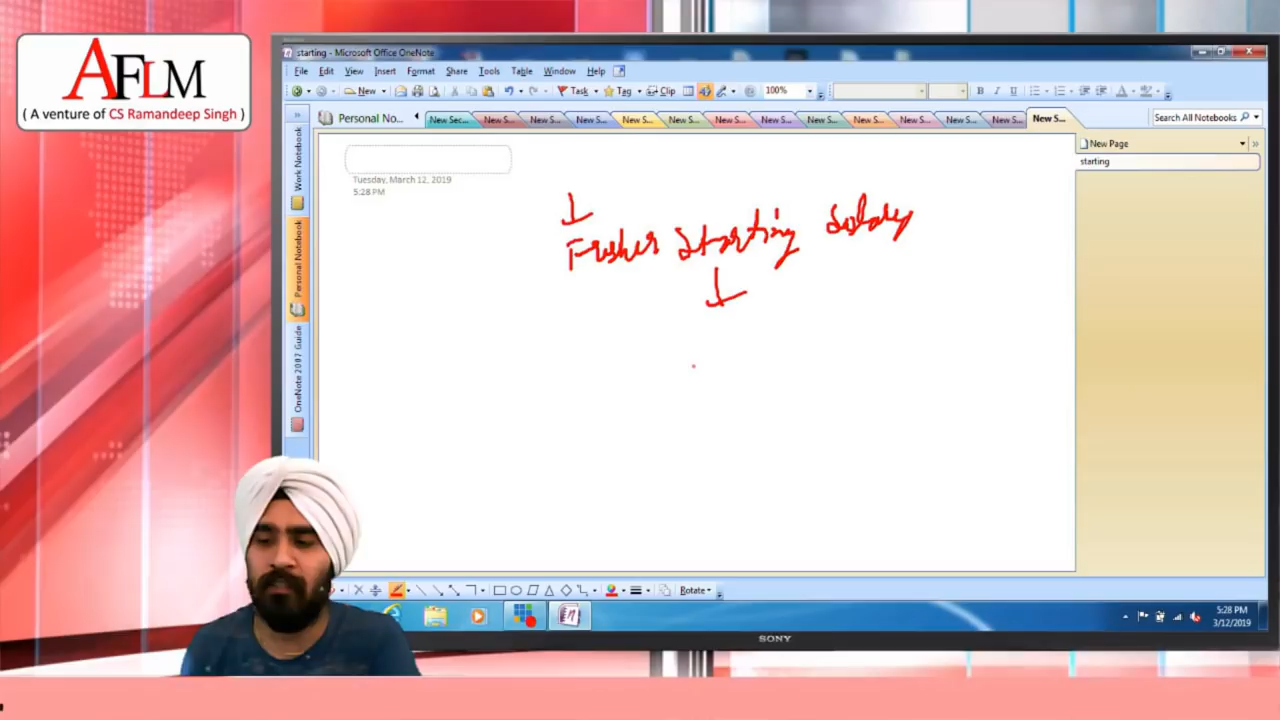 AFLM
( A venture of CS Ramandeep Singh )
starting - Microsoft Office OneNote
File Edit View Insert Format Share Tools Table Window Help
New Task Tag Clip 100% B I U A
Personal No... New Sec... New S... New S... New S... New S... New S... New S... New S... New S... New S... New S... New S... New S... New S... Search All Notebooks
New Page
starting
Work Notebook
Personal Notebook
OneNote 2007 Guide
Tuesday, March 12, 2019
5:28 PM
Fresher starting salary
Rotate
5:28 PM
3/12/2019
SONY